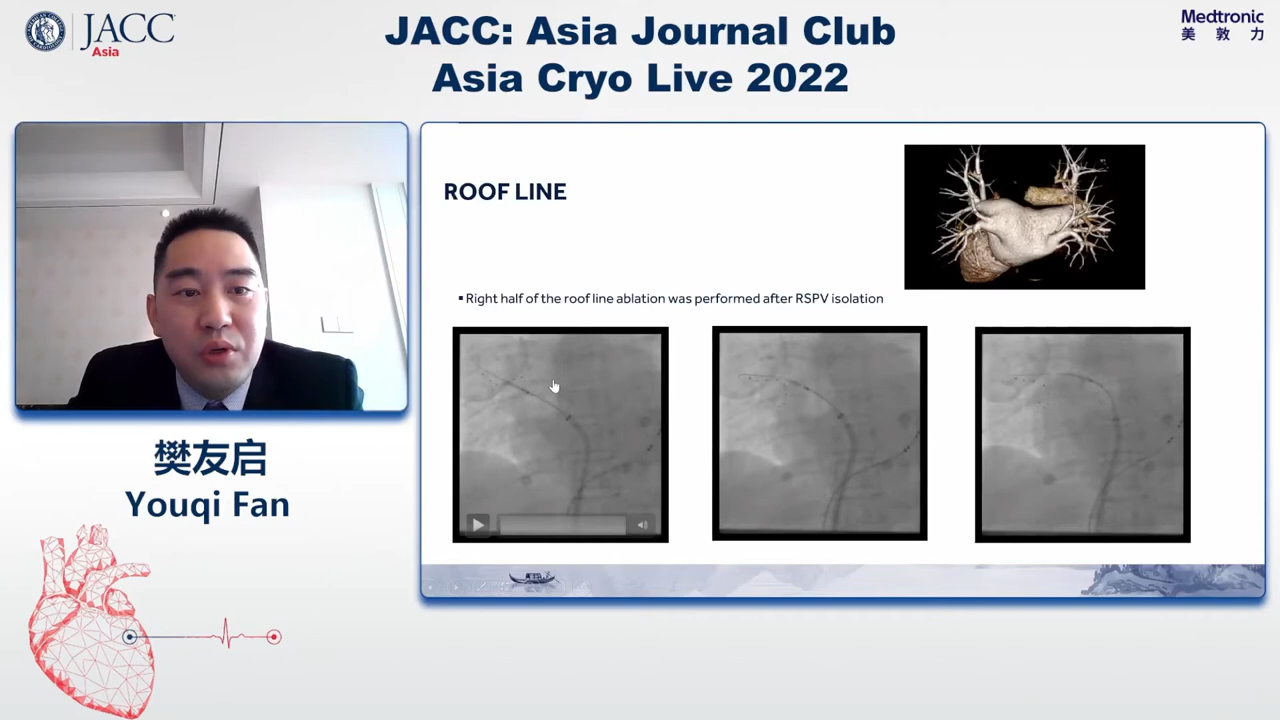 JACC
Asia
JACC: Asia Journal Club
Asia Cryo Live 2022
Medtronic
美敦力
ROOF LINE
▪Right half of the roof line ablation was performed after RSPV isolation
樊友启
Youqi Fan